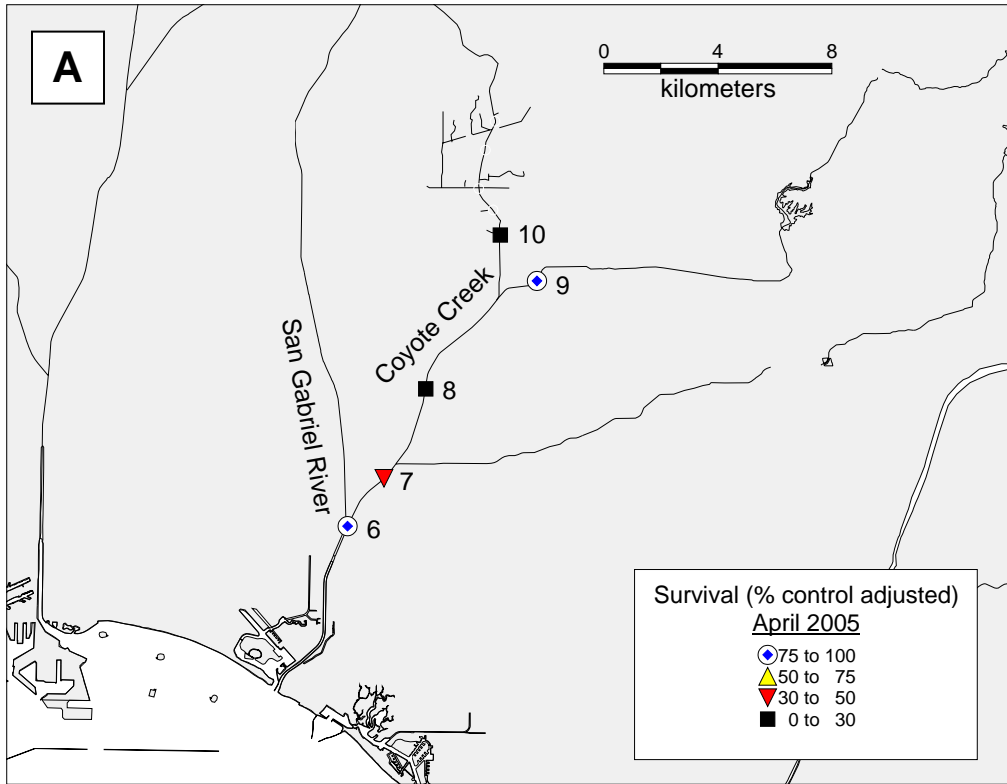 A
0 4 8
kilometers
10
9
Coyote Creek
San Gabriel River
8
7
6
Survival (% control adjusted)
April 2005
75 to 100
50 to 75
30 to 50
0 to 30